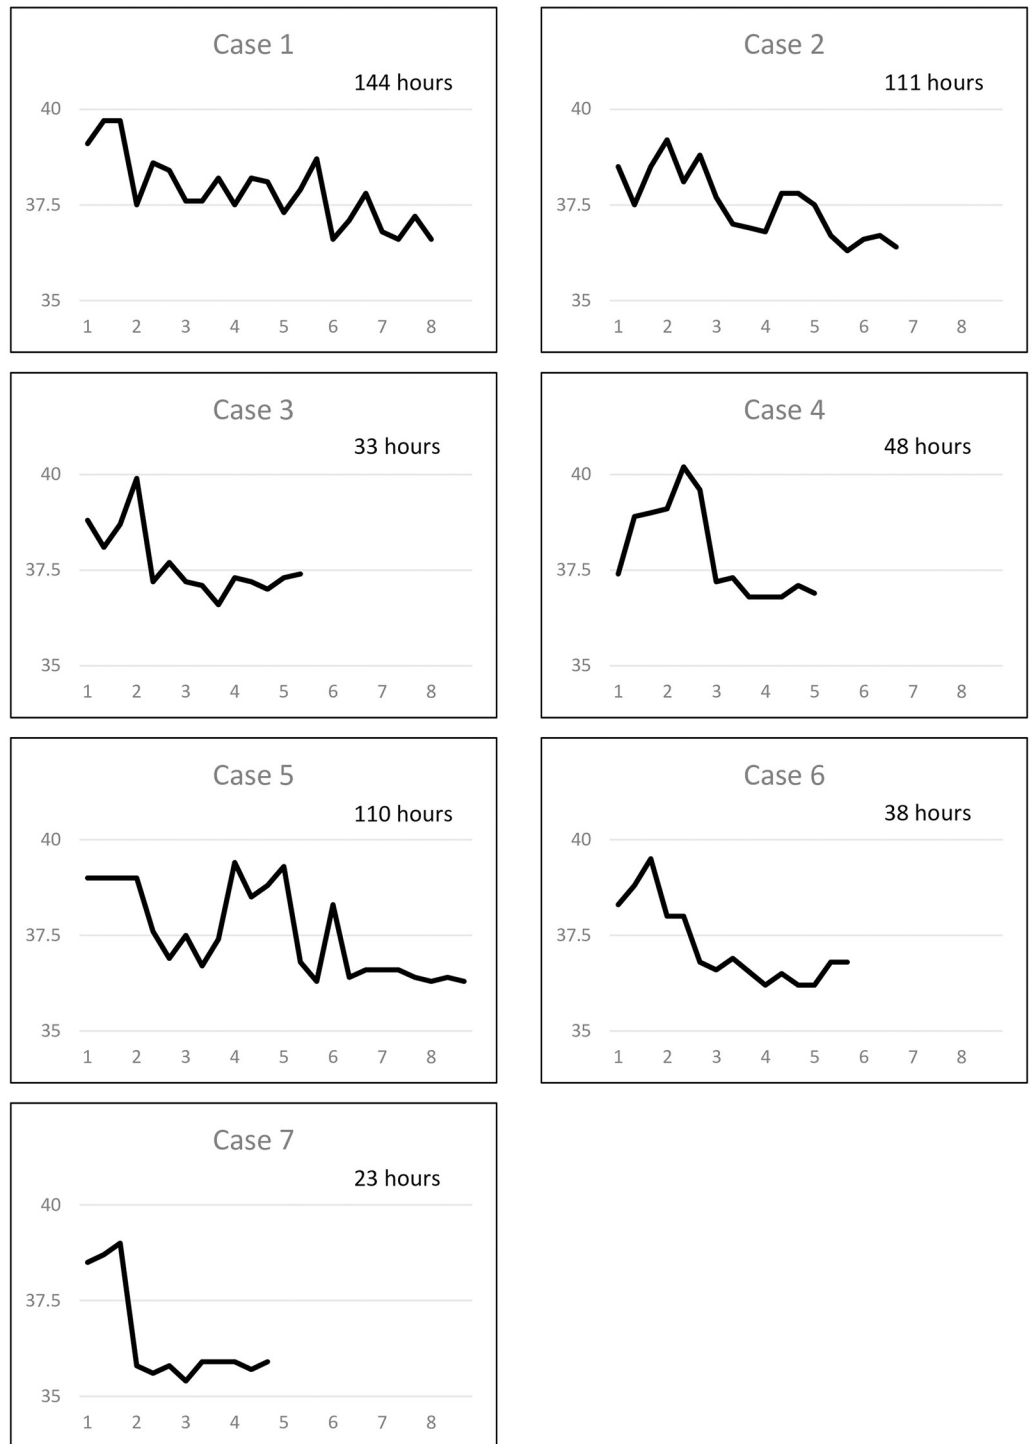 Case 1
144 hours
40
37.5
35
1 2 3 4 5 6 7 8
Case 2
111 hours
40
37.5
35
1 2 3 4 5 6 7 8
Case 3
33 hours
40
37.5
35
1 2 3 4 5 6 7 8
Case 4
48 hours
40
37.5
35
1 2 3 4 5 6 7 8
Case 5
110 hours
40
37.5
35
1 2 3 4 5 6 7 8
Case 6
38 hours
40
37.5
35
1 2 3 4 5 6 7 8
Case 7
23 hours
40
37.5
35
1 2 3 4 5 6 7 8